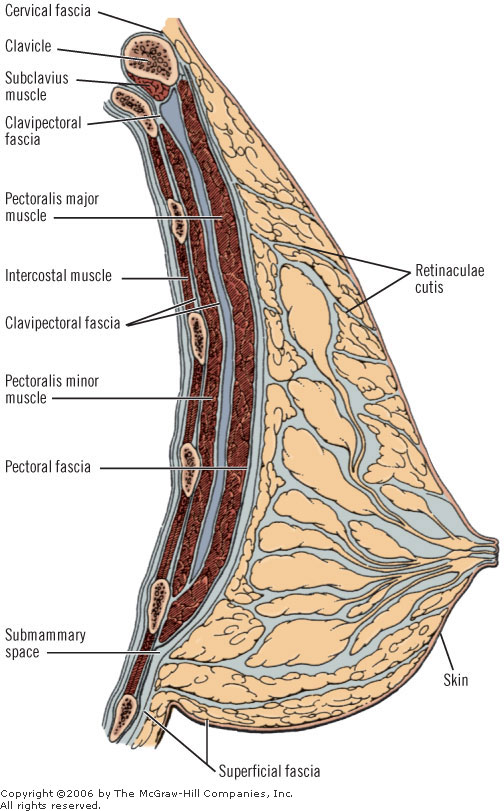 Cervical fascia
Clavicle
Subclavius
muscle
Clavipectoral
fascia
Pectoralis major
muscle
Retinaculae
cutis
Intercostal muscle
Clavipectoral fascia
Pectoralis minor
muscle
Pectoral fascia
Submammary
space
Skin
Superficial fascia
Copyright ©2006 by The McGraw-Hill Companies, Inc.
All rights reserved.